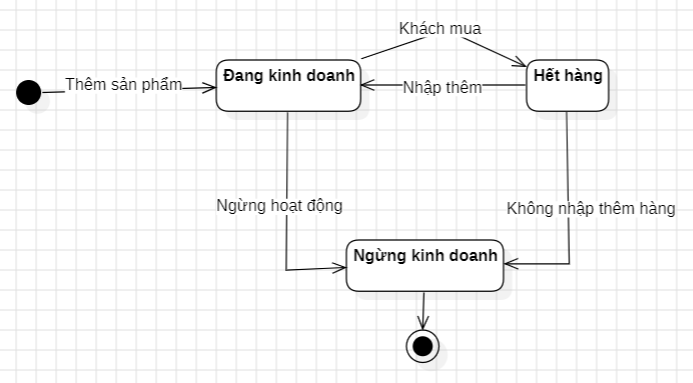 Khách mua
Thêm sản phẩm
Đang kinh doanh
Nhập thêm
Hết hàng
Ngừng hoạt động
Không nhập thêm hàng
Ngừng kinh doanh